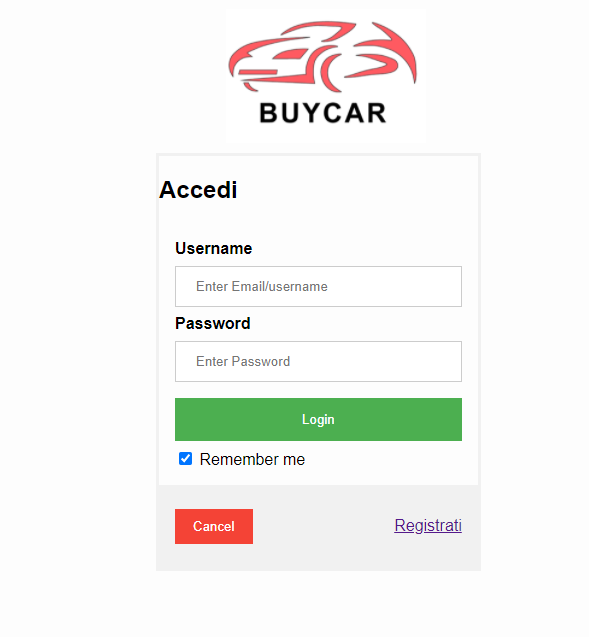 BUYCAR
Accedi
Username
Enter Email/username
Password
Enter Password
Login
Remember me
Cancel Registrati